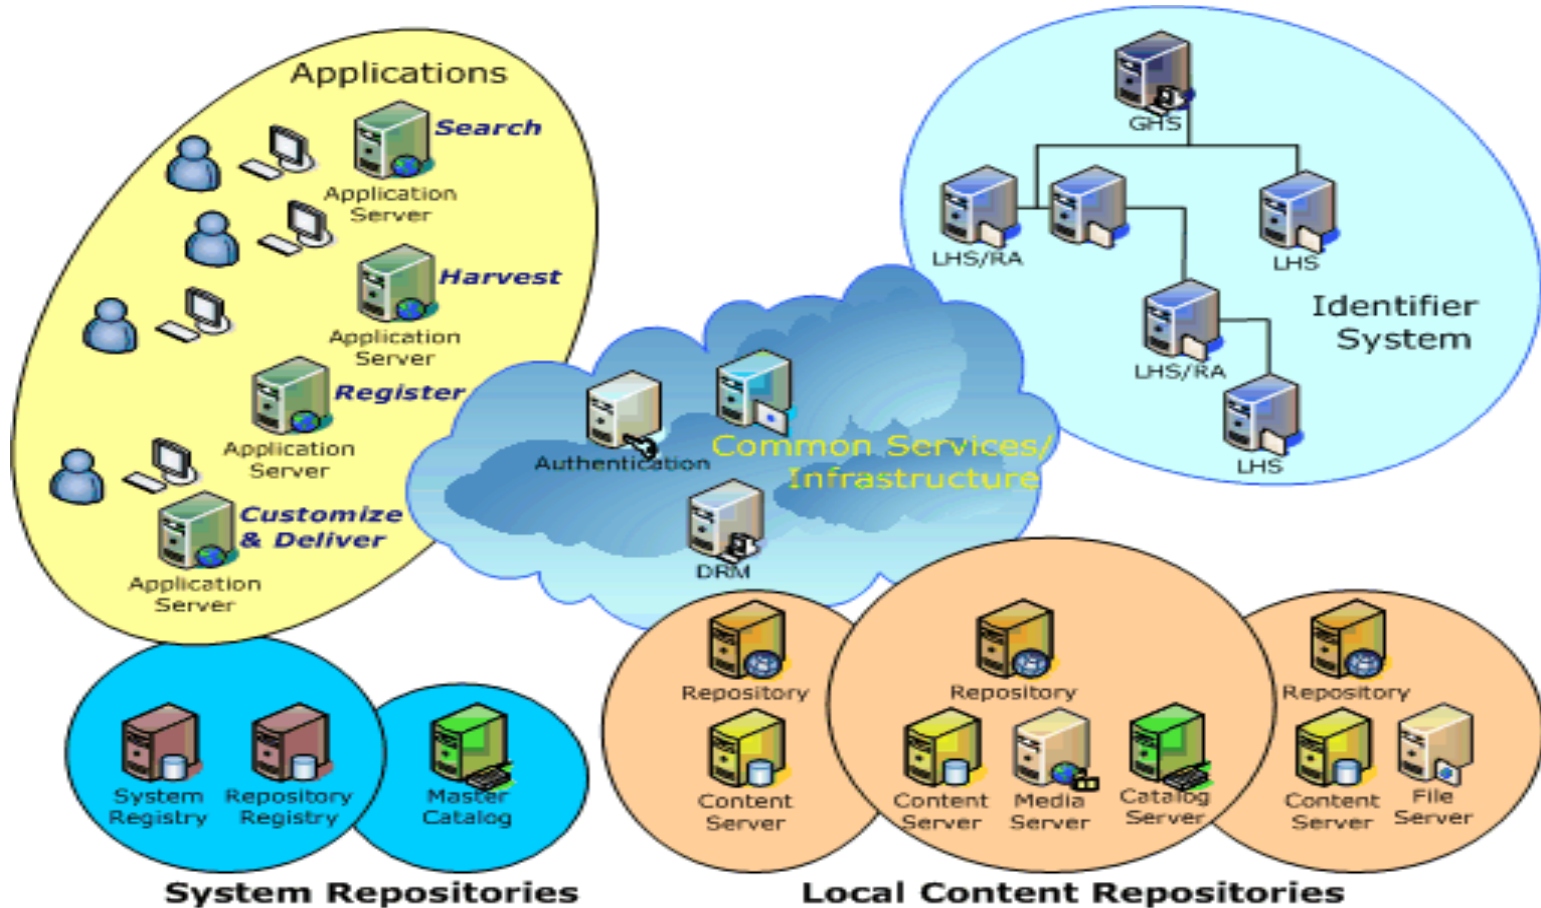 Applications
Search
Application
Server
Harvest
Application
Server
Register
Application
Server
Customize
& Deliver
Application
Server
GHS
LHS/RA
LHS
Identifier
System
LHS/RA
LHS
Authentication
Common Services/
Infrastructure
DRM
System
Registry
Repository
Registry
Master
Catalog
System Repositories
Repository
Content
Server
Repository
Content
Server
Media
Server
Catalog
Server
Repository
Content
Server
File
Server
Local Content Repositories